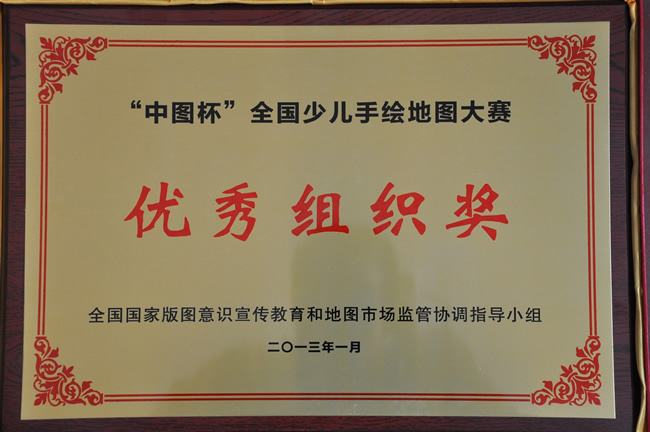 “中图杯”全国少儿手绘地图大赛
优秀组织奖
全国国家版图意识宣传教育和地图市场监管协调指导小组
二〇一三年一月